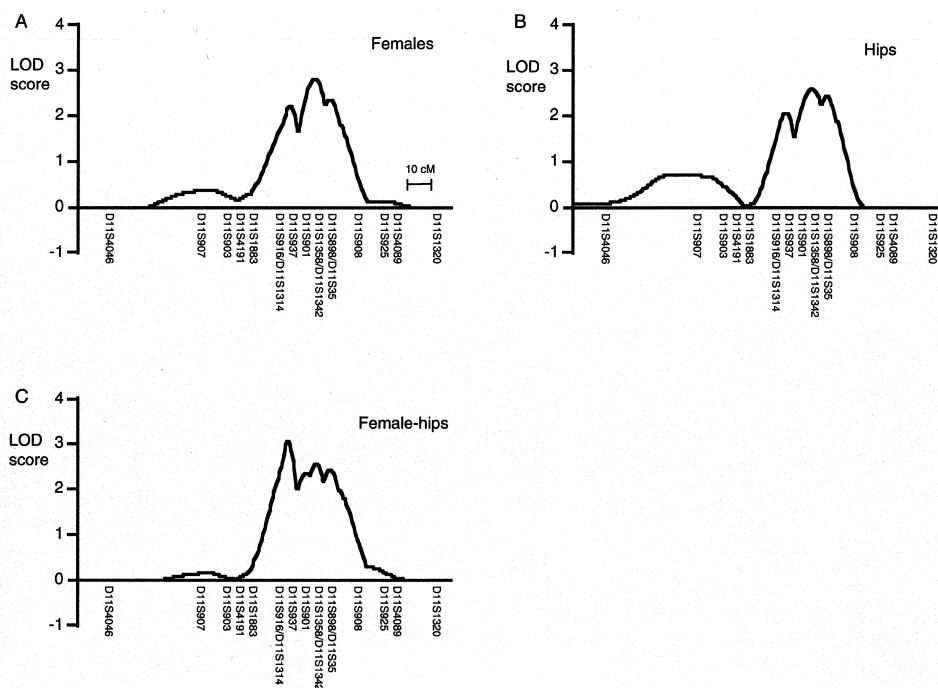 A
Females
LOD
score
4
3
2
1
0
-1
10 cM
D11S4046
D11S907
D11S903
D11S4191
D11S1883
D11S916/D11S1314
D11S937
D11S901
D11S1358/D11S1342
D11S898/D11S35
D11S908
D11S925
D11S4089
D11S1320
B
Hips
LOD
score
4
3
2
1
0
-1
D11S4046
D11S907
D11S903
D11S4191
D11S1883
D11S916/D11S1314
D11S937
D11S901
D11S1358/D11S1342
D11S898/D11S35
D11S908
D11S925
D11S4089
D11S1320
C
Female-hips
LOD
score
4
3
2
1
0
-1
D11S4046
D11S907
D11S903
D11S4191
D11S1883
D11S916/D11S1314
D11S937
D11S901
D11S1358/D11S1342
D11S898/D11S35
D11S908
D11S925
D11S4089
D11S1320